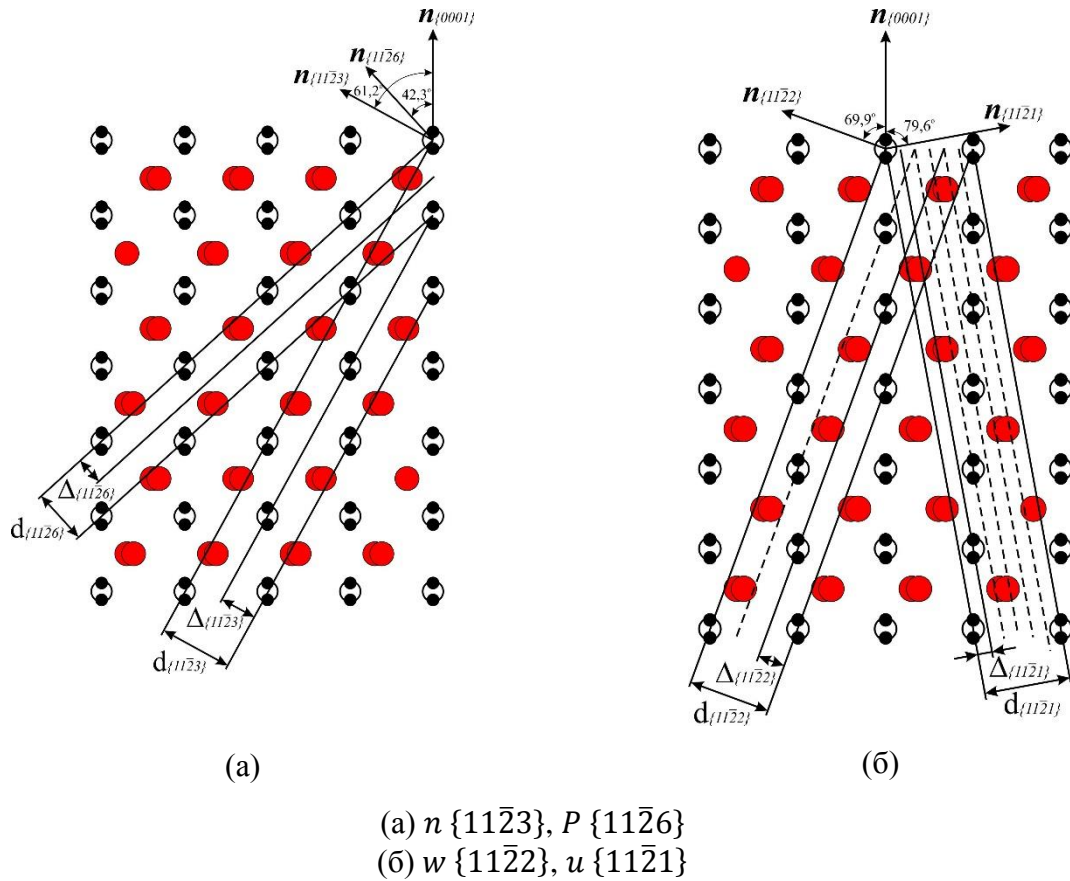 n{0001}
n{11̅26}
n{11̅23}
61,2°
42,3°
Δ{11̅26}
d{11̅26}
Δ{11̅23}
d{11̅23}
(а)
n{0001}
n{11̅22}
69,9°
79,6°
n{11̅21}
Δ{11̅22}
d{11̅22}
Δ{11̅21}
d{11̅21}
(б)
(а) n {112̅3}, P {112̅6}
(б) w {112̅2}, u {112̅1}